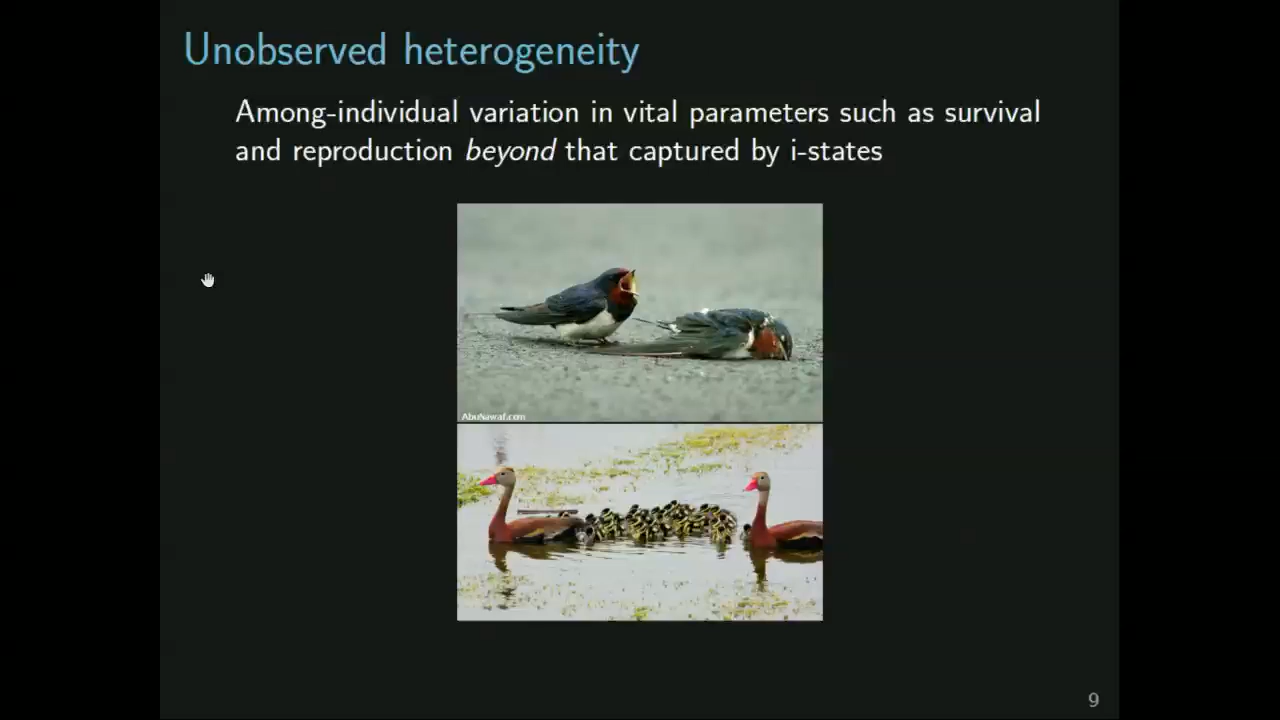 Unobserved heterogeneity
Among-individual variation in vital parameters such as survival
and reproduction beyond that captured by i-states
AbuNawaf.com
9